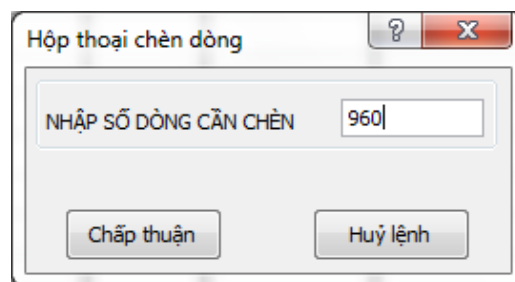 Hộp thoại chèn dòng
NHẬP SỐ DÒNG CẦN CHÈN 960
Chấp thuận Huỷ lệnh